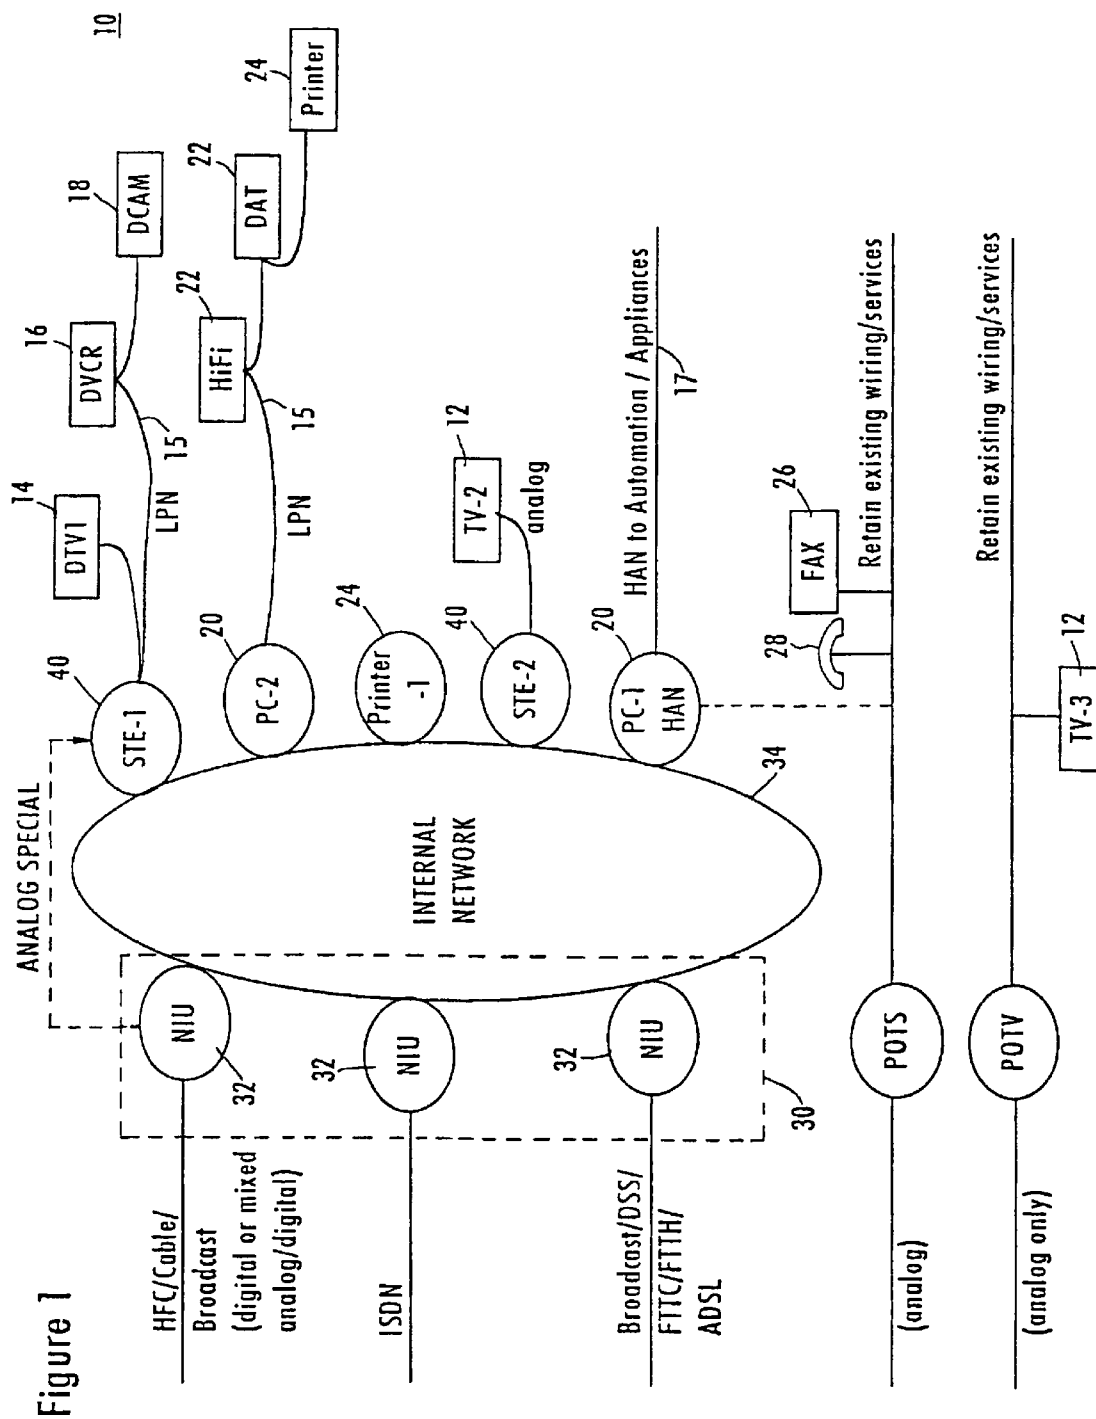 Figure 1
10
HFC/Cable/
Broadcast
(digital or mixed
analog/digital)
ISDN
Broadcast/DSS/
FTTC/FTTH/
ADSL
(analog)
(analog only)
ANALOG SPECIAL
NIU
32
NIU
32
NIU
32
30
POTS
POTV
INTERNAL
NETWORK
34
40
STE-1
20
PC-2
24
Printer
-1
40
STE-2
20
PC-1
HAN
14
DTV1
LPN
15
16
DVCR
18
DCAM
LPN
15
22
HiFi
22
DAT
24
Printer
12
TV-2
analog
HAN to Automation / Appliances
17
28
26
FAX
Retain existing wiring/services
12
TV-3
Retain existing wiring/services